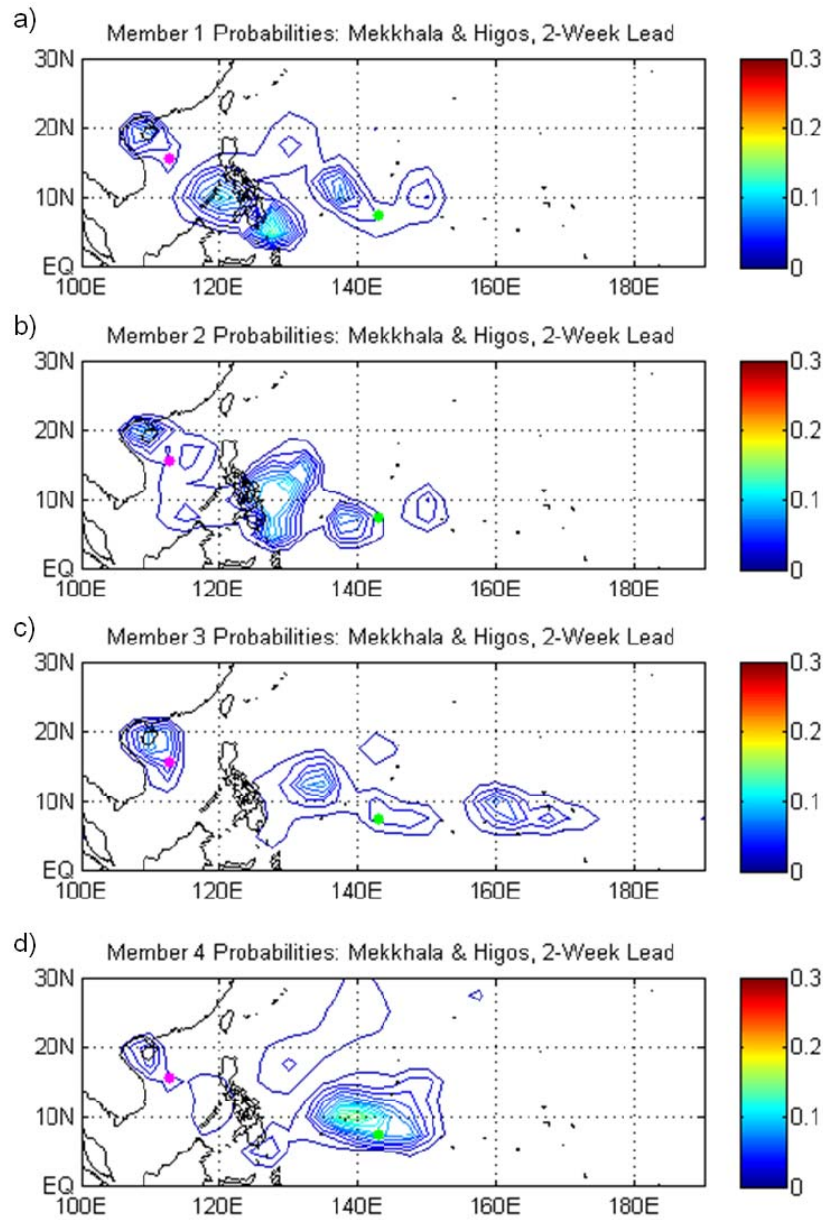 a)
Member 1 Probabilities: Mekkhala & Higos, 2-Week Lead
30N
20N
10N
EQ
100E 120E 140E 160E 180E
0.3
0.2
0.1
0
b)
Member 2 Probabilities: Mekkhala & Higos, 2-Week Lead
30N
20N
10N
EQ
100E 120E 140E 160E 180E
0.3
0.2
0.1
0
c)
Member 3 Probabilities: Mekkhala & Higos, 2-Week Lead
30N
20N
10N
EQ
100E 120E 140E 160E 180E
0.3
0.2
0.1
0
d)
Member 4 Probabilities: Mekkhala & Higos, 2-Week Lead
30N
20N
10N
EQ
100E 120E 140E 160E 180E
0.3
0.2
0.1
0